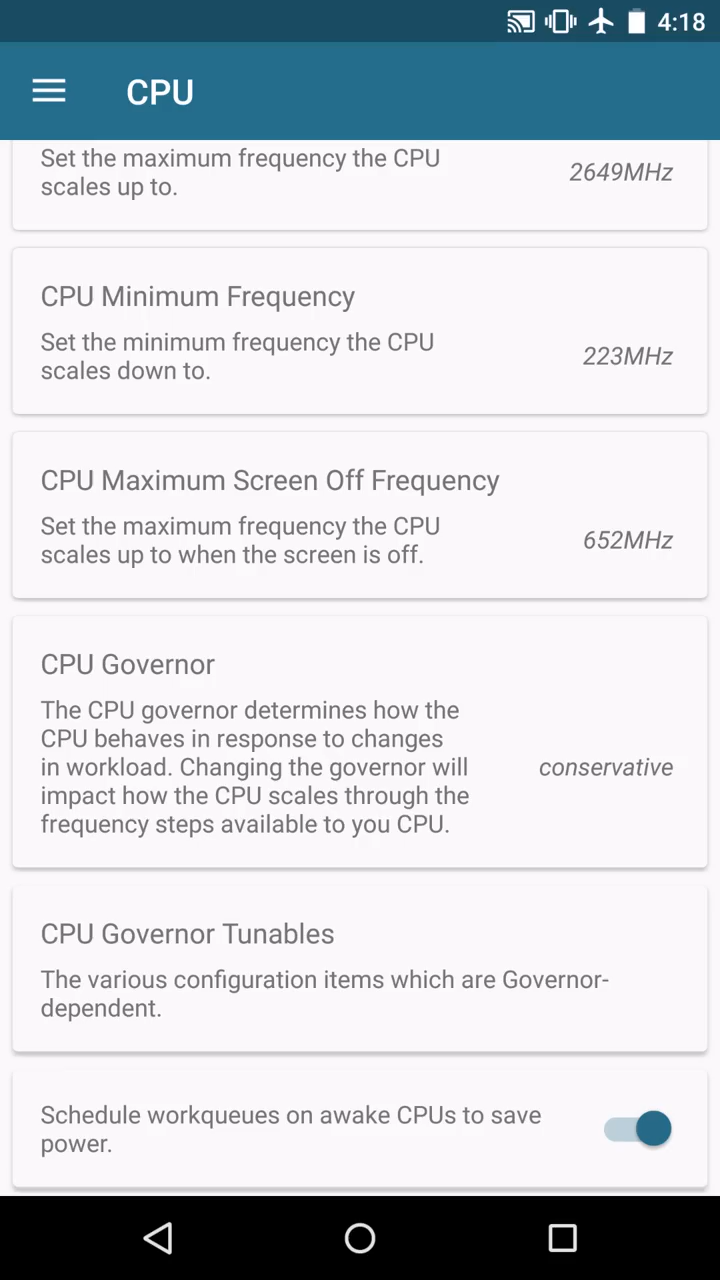 4:18
CPU
Set the maximum frequency the CPU
scales up to.
2649MHz
CPU Minimum Frequency
Set the minimum frequency the CPU
scales down to.
223MHz
CPU Maximum Screen Off Frequency
Set the maximum frequency the CPU
scales up to when the screen is off.
652MHz
CPU Governor
The CPU governor determines how the
CPU behaves in response to changes
in workload. Changing the governor will
impact how the CPU scales through the
frequency steps available to you CPU.
conservative
CPU Governor Tunables
The various configuration items which are Governor-
dependent.
Schedule workqueues on awake CPUs to save
power.